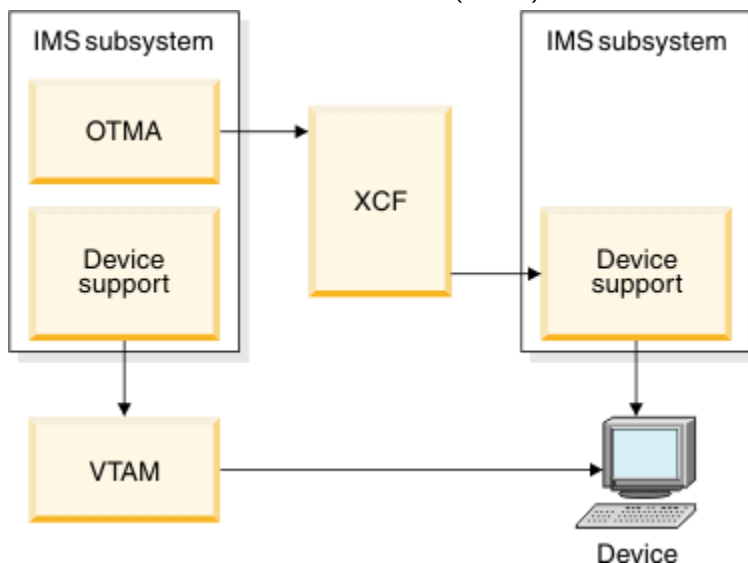 IMS subsystem
OTMA
Device
support
XCF
IMS subsystem
Device
support
VTAM
Device